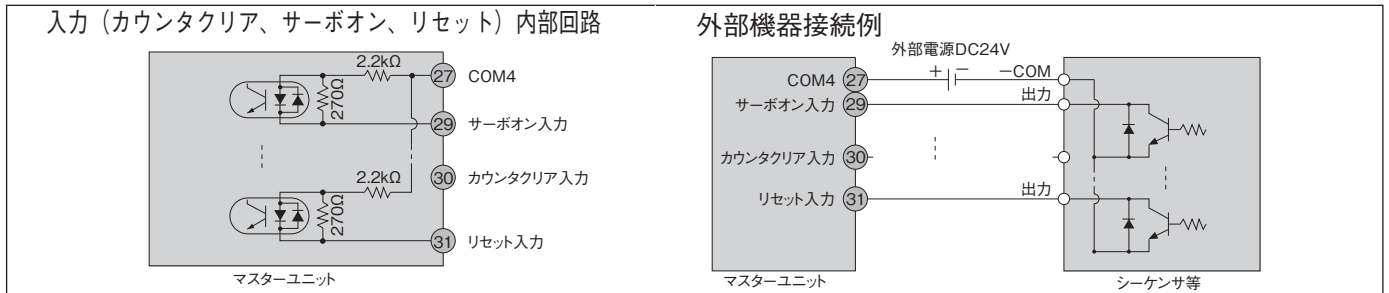 入力（カウンタクリア、サーボオン、リセット）内部回路
2.2kΩ
270Ω
27 COM4
29 サーボオン入力
30 カウンタクリア入力
2.2kΩ
270Ω
31 リセット入力
マスターユニット
外部機器接続例
外部電源DC24V
COM4 27
+ − −COM
サーボオン入力 29
出力
カウンタクリア入力 30
リセット入力 31
出力
マスターユニット
シーケンサ等